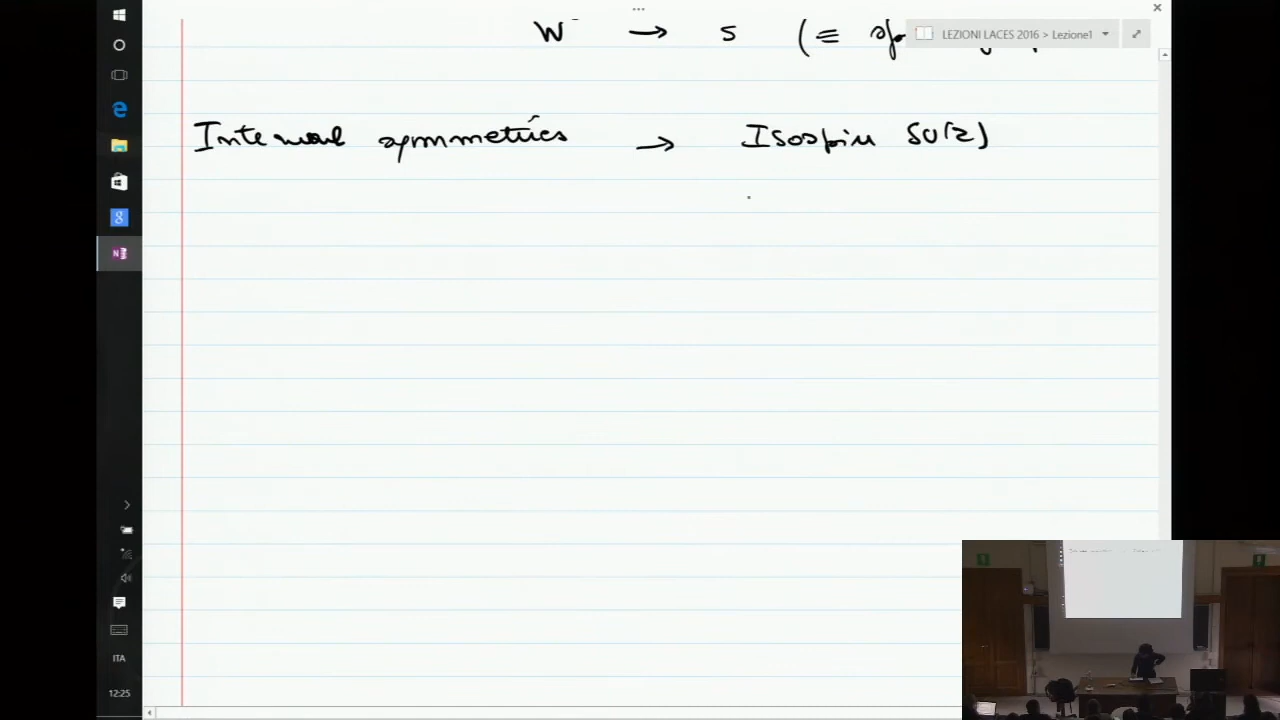 W⁻ → s (≡
LEZIONI LACES 2016 > Lezione1
Internal symmetries → Isospin SU(2)
ITA
12:25